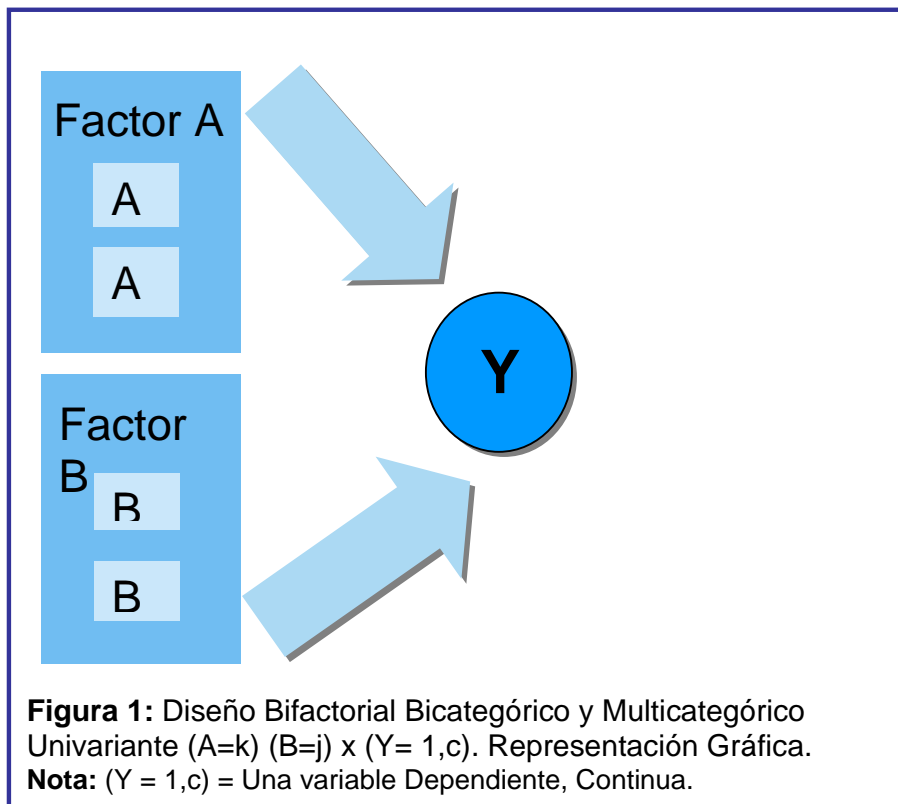 Factor A
A
A
Factor
B
B
B
Y
Figura 1: Diseño Bifactorial Bicategórico y Multicategórico
Univariante (A=k) (B=j) x (Y= 1,c). Representación Gráfica.
Nota: (Y = 1,c) = Una variable Dependiente, Continua.